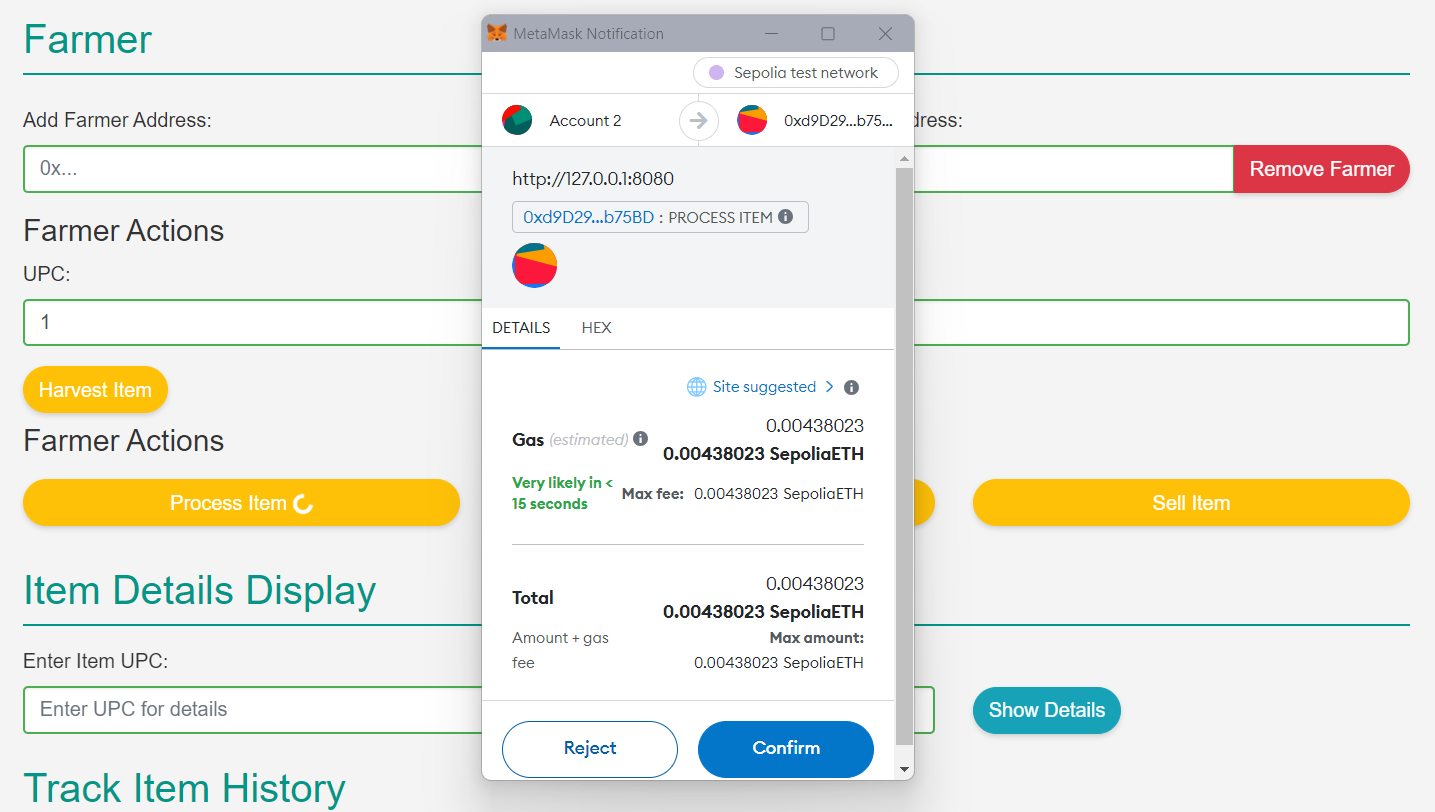 Farmer
Add Farmer Address:
0x...
Remove Farmer
Farmer Actions
UPC:
1
Harvest Item
Farmer Actions
Process Item
Sell Item
Item Details Display
Enter Item UPC:
Enter UPC for details
Show Details
Track Item History
MetaMask Notification
Sepolia test network
Account 2
0xd9D29...b75...
http://127.0.0.1:8080
0xd9D29...b75BD : PROCESS ITEM
DETAILS
HEX
Site suggested
0.00438023
Gas (estimated)
0.00438023 SepoliaETH
Very likely in <
15 seconds
Max fee: 0.00438023 SepoliaETH
0.00438023
Total
0.00438023 SepoliaETH
Amount + gas
fee
Max amount:
0.00438023 SepoliaETH
Reject
Confirm